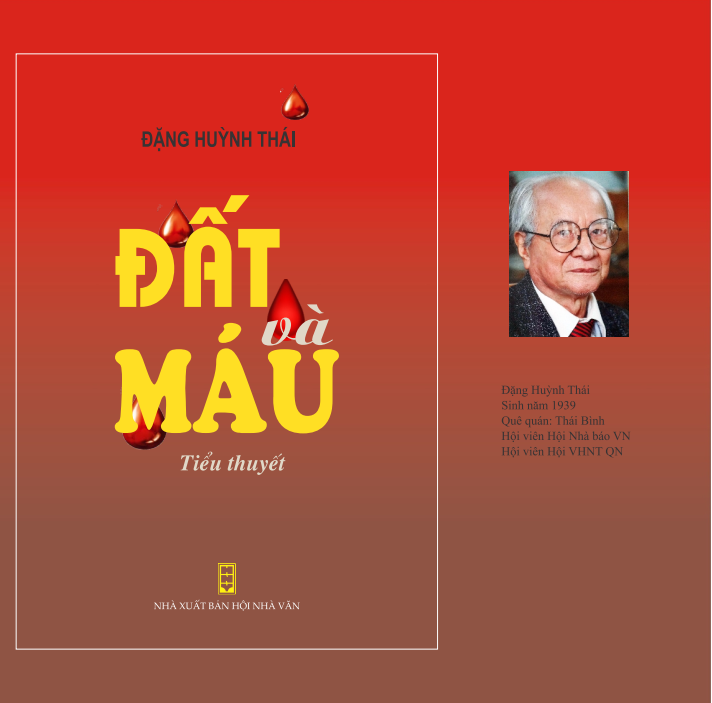 ĐẶNG HUỲNH THÁI
ĐẤT
và
MÁU
Tiểu thuyết
NHÀ XUẤT BẢN HỘI NHÀ VĂN
Đặng Huỳnh Thái
Sinh năm 1939
Quê quán: Thái Bình
Hội viên Hội Nhà báo VN
Hội viên Hội VHNT QN